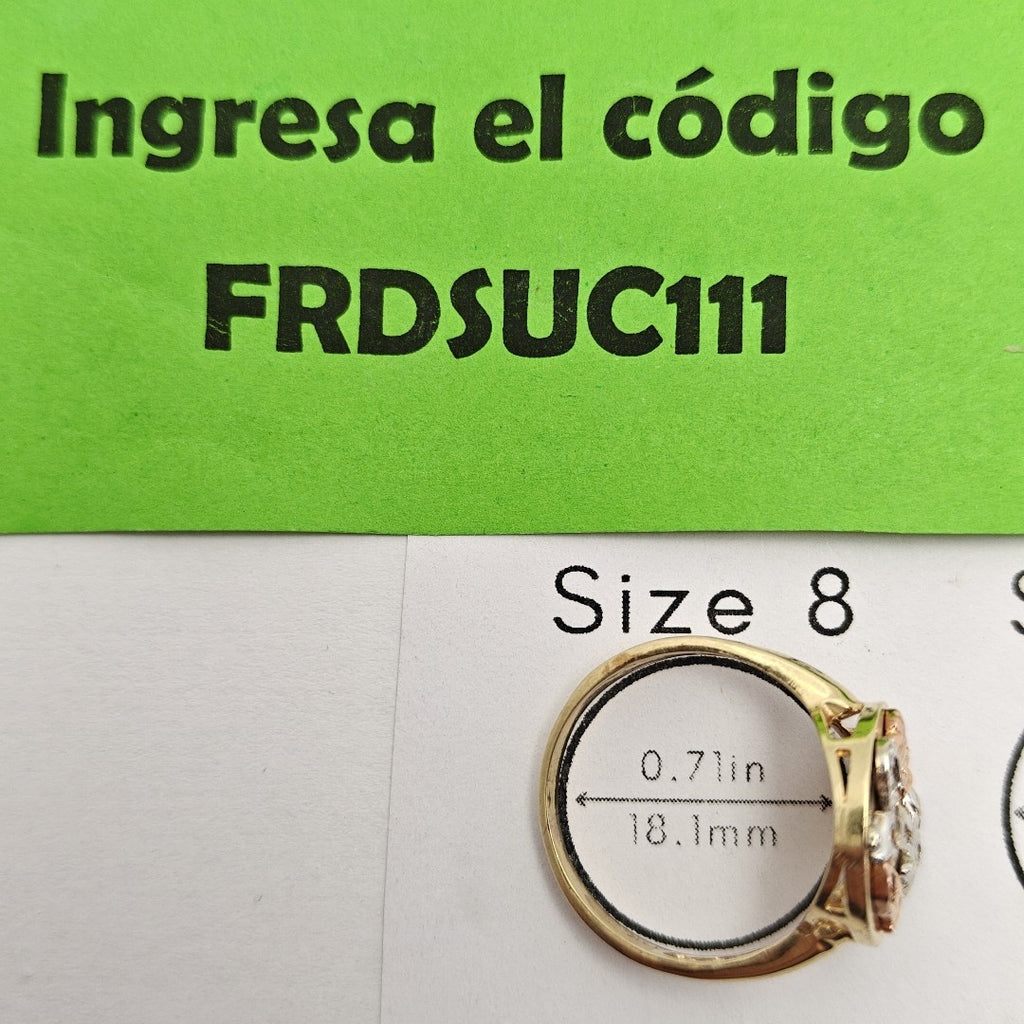 Ingresa el código
FRDSUC111
Size 8
0.71in
18.1mm